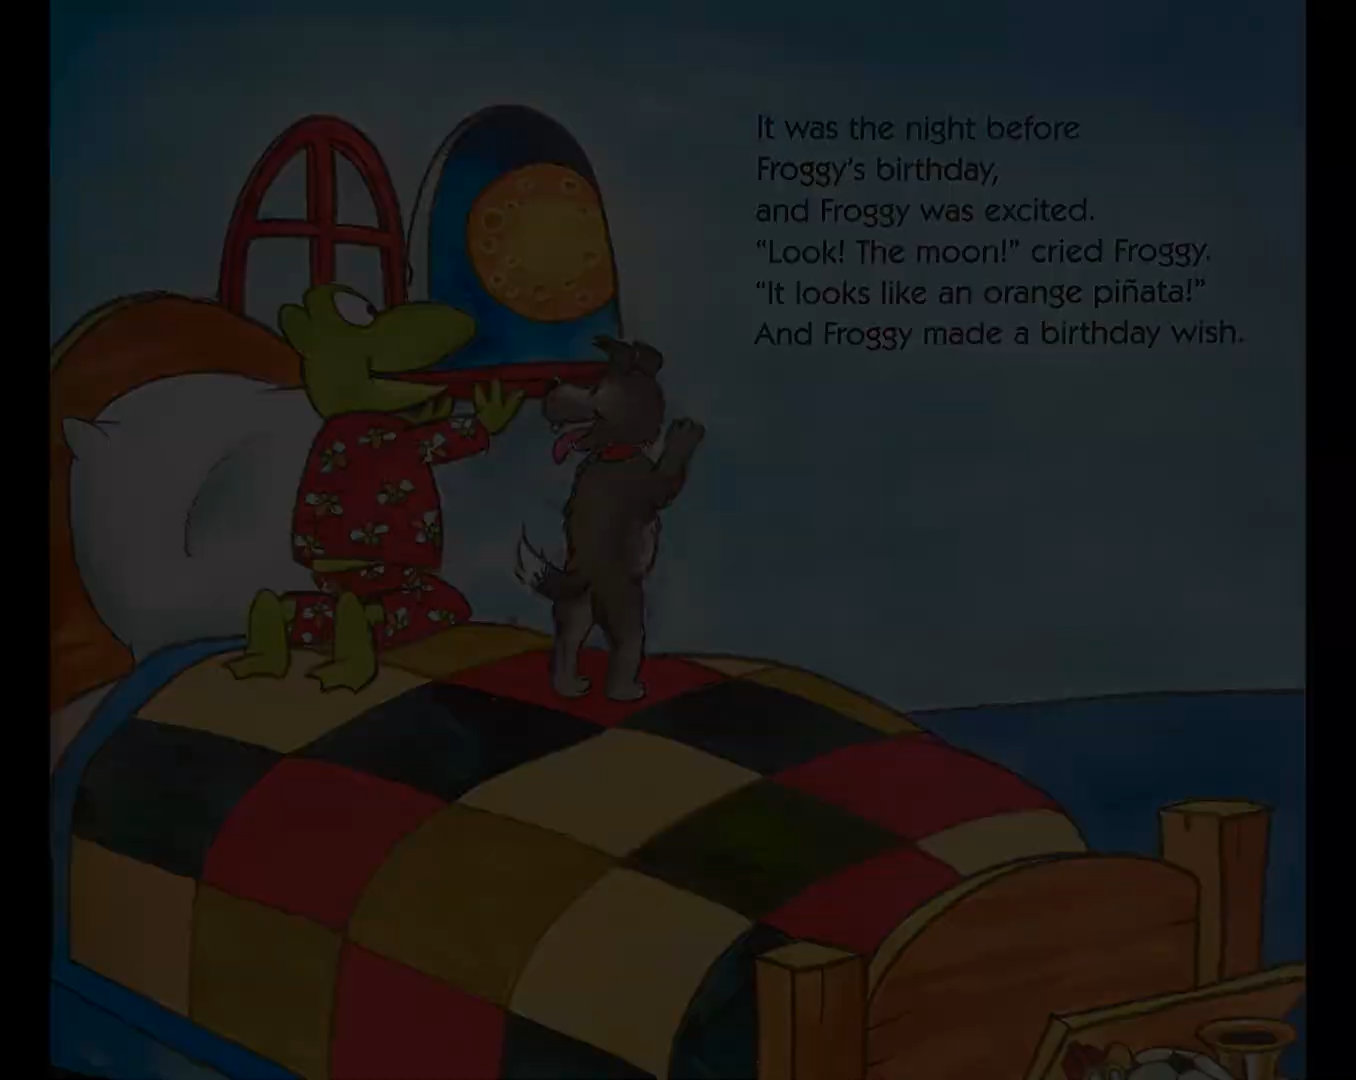 It was the night before
Froggy's birthday,
and Froggy was excited.
“Look! The moon!” cried Froggy.
“It looks like an orange piñata!”
And Froggy made a birthday wish.